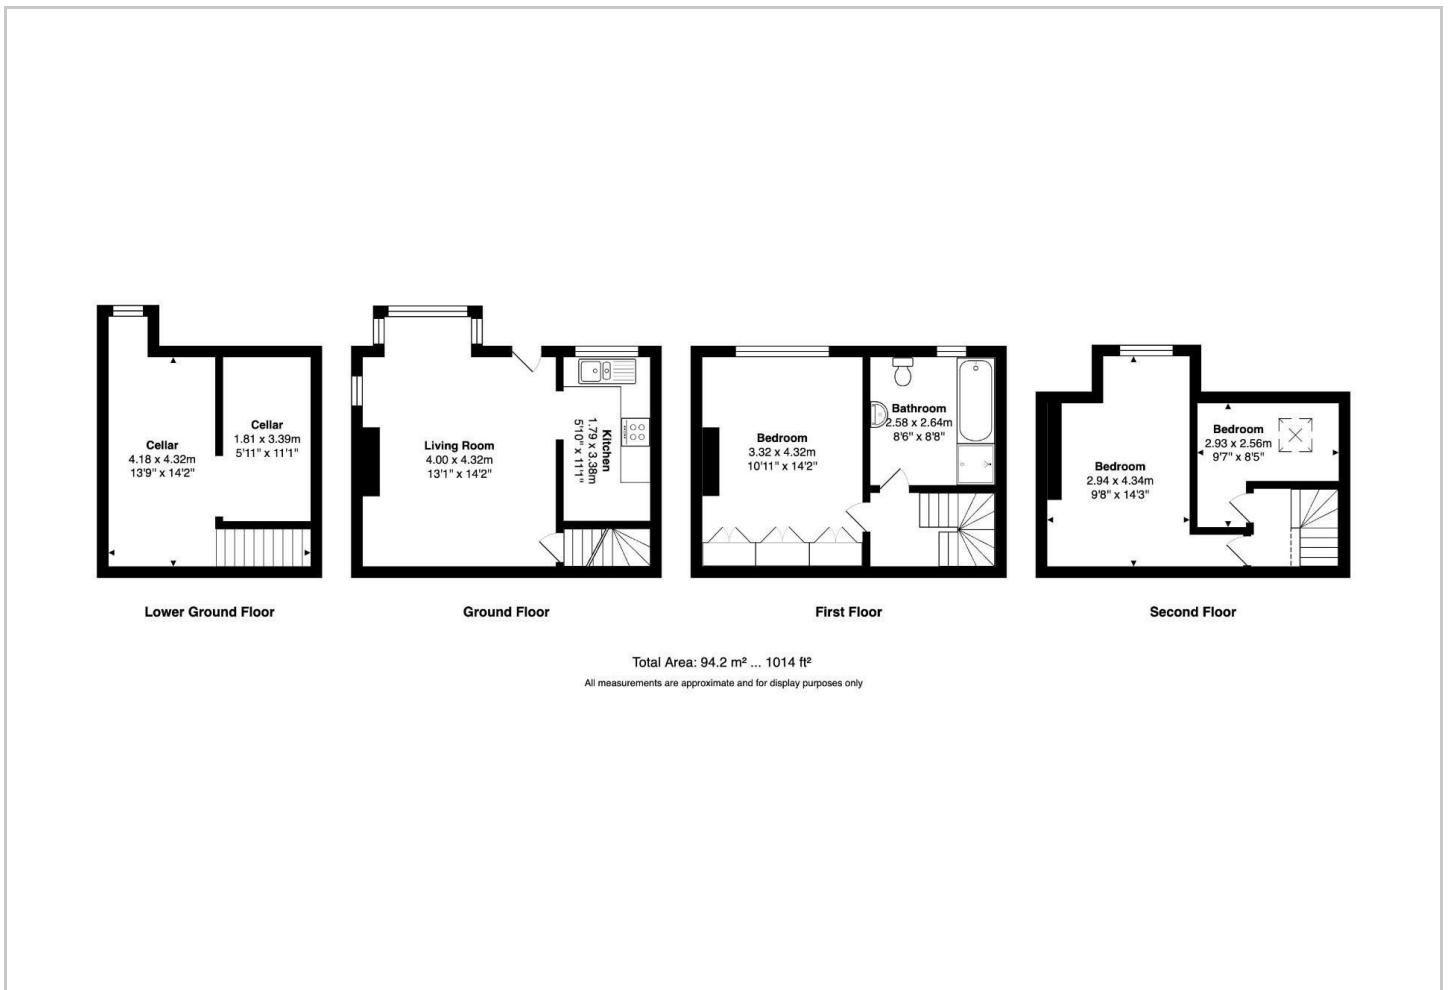 Cellar
4.18 x 4.32m
13'9" x 14'2"
Cellar
1.81 x 3.39m
5'11" x 11'1"
Lower Ground Floor
Living Room
4.00 x 4.32m
13'1" x 14'2"
Kitchen
1.79 x 3.38m
5'10" x 11'1"
Ground Floor
Bedroom
3.32 x 4.32m
10'11" x 14'2"
Bathroom
2.58 x 2.64m
8'6" x 8'8"
First Floor
Bedroom
2.94 x 4.34m
9'8" x 14'3"
Bedroom
2.93 x 2.56m
9'7" x 8'5"
Second Floor
Total Area: 94.2 m² ... 1014 ft²
All measurements are approximate and for display purposes only